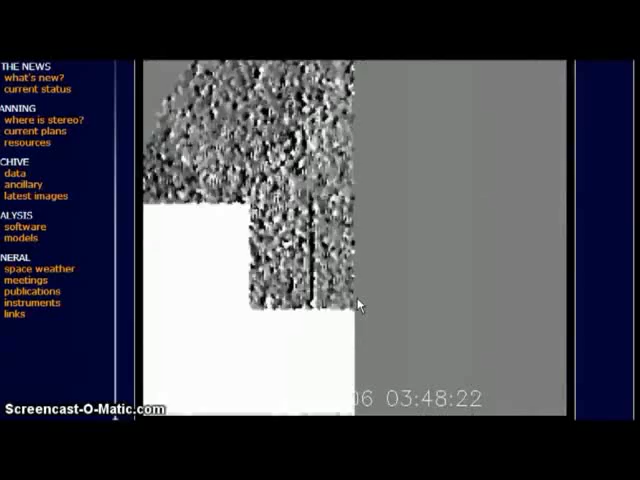 THE NEWS
what's new?
current status
ANNING
where is stereo?
current plans
resources
CHIVE
data
ancillary
latest images
ALYSIS
software
models
NERAL
space weather
meetings
publications
instruments
links
06 03:48:22
Screencast-O-Matic.com